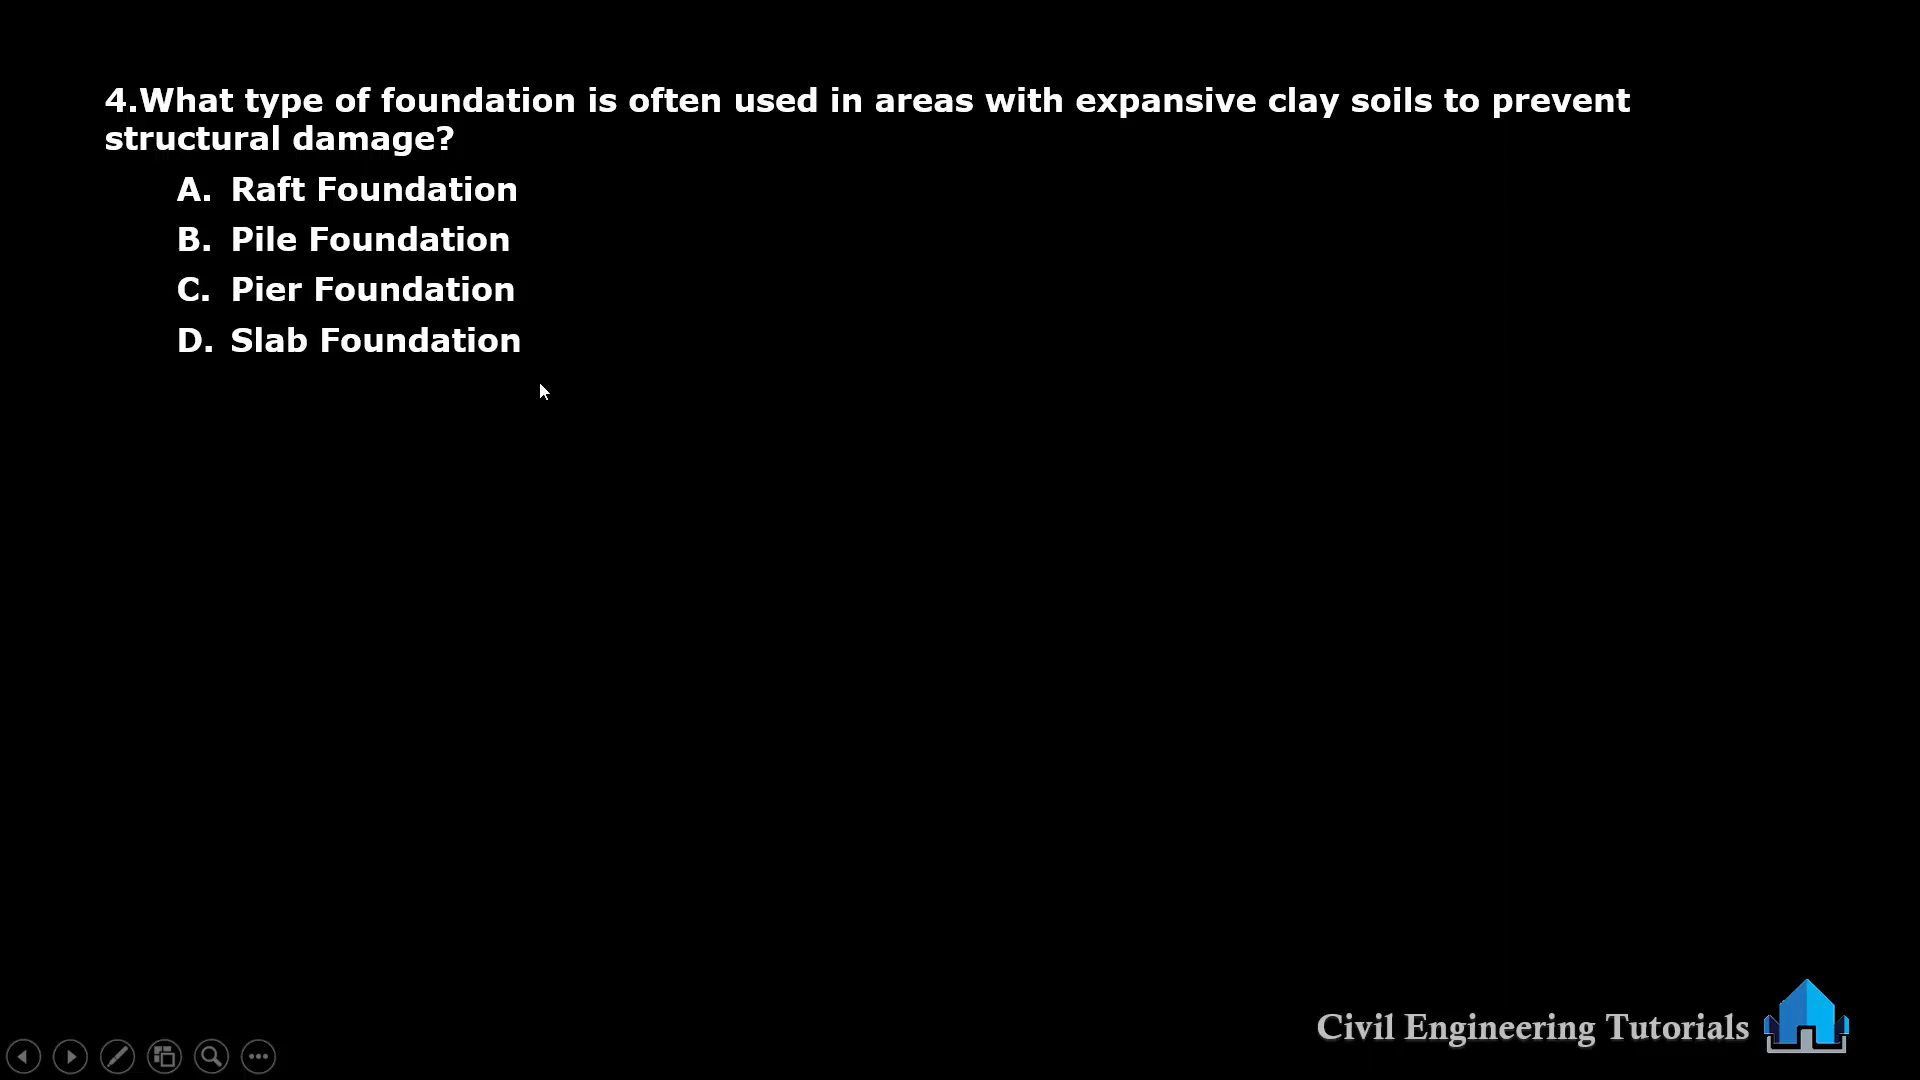 4.What type of foundation is often used in areas with expansive clay soils to prevent
structural damage?
A. Raft Foundation
B. Pile Foundation
C. Pier Foundation
D. Slab Foundation
Civil Engineering Tutorials